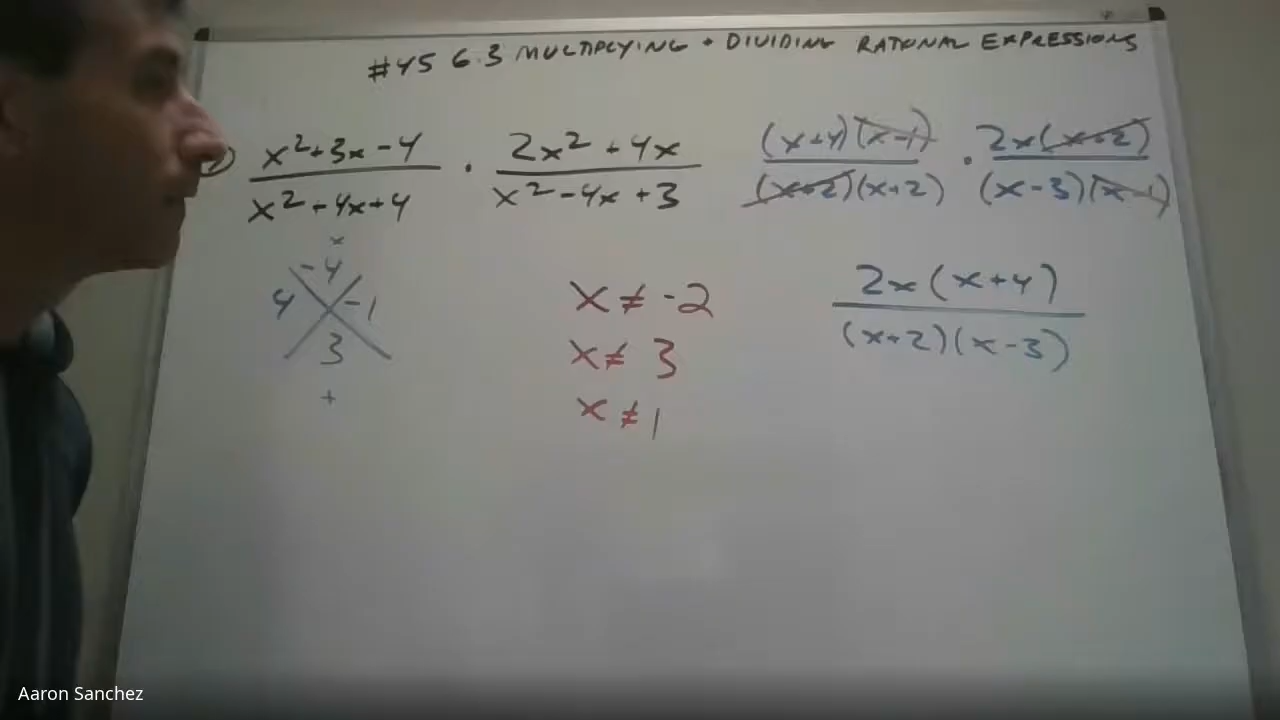 #45 6.3 MULTIPLYING + DIVIDING RATIONAL EXPRESSIONS
x²+3x-4 / x²+4x+4 · 2x²+4x / x²-4x+3
(x+4)(x-1) / (x+2)(x+2) · 2x(x+2) / (x-3)(x-1)
x
-4
4 -1
3
+
x ≠ -2
x ≠ 3
x ≠ 1
2x(x+4) / (x+2)(x-3)
Aaron Sanchez